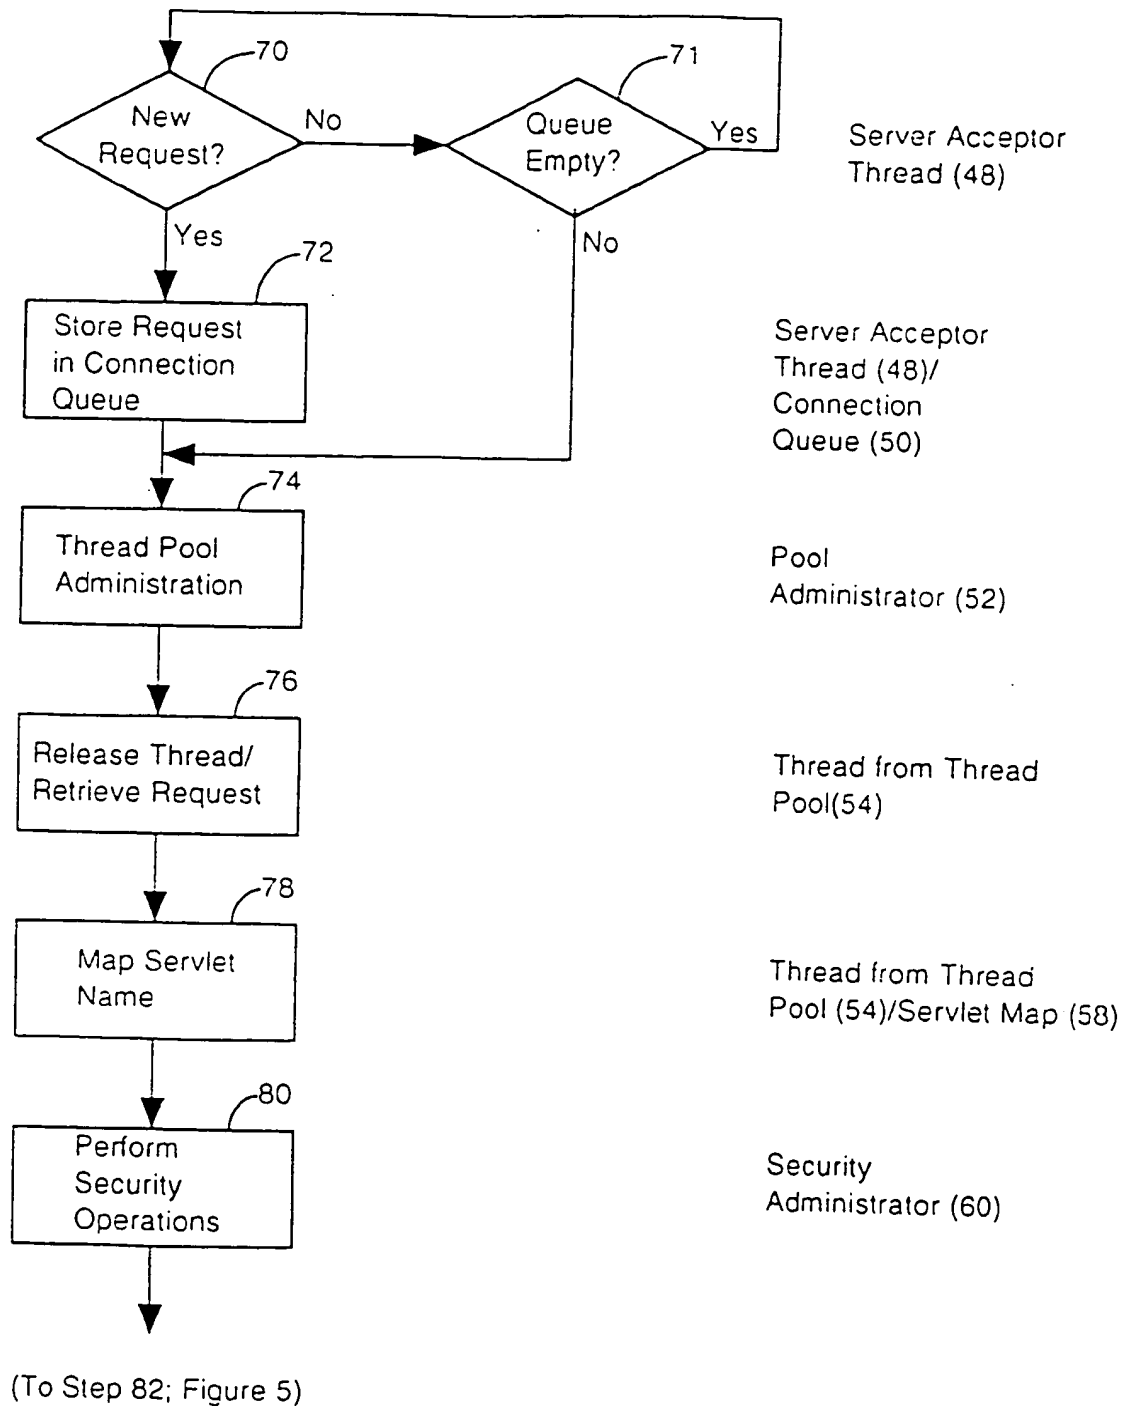 70
New
Request?
No
71
Queue
Empty?
Yes
Server Acceptor
Thread (48)
Yes
No
72
Store Request
in Connection
Queue
Server Acceptor
Thread (48)/
Connection
Queue (50)
74
Thread Pool
Administration
Pool
Administrator (52)
76
Release Thread/
Retrieve Request
Thread from Thread
Pool(54)
78
Map Servlet
Name
Thread from Thread
Pool (54)/Servlet Map (58)
80
Perform
Security
Operations
Security
Administrator (60)
(To Step 82; Figure 5)